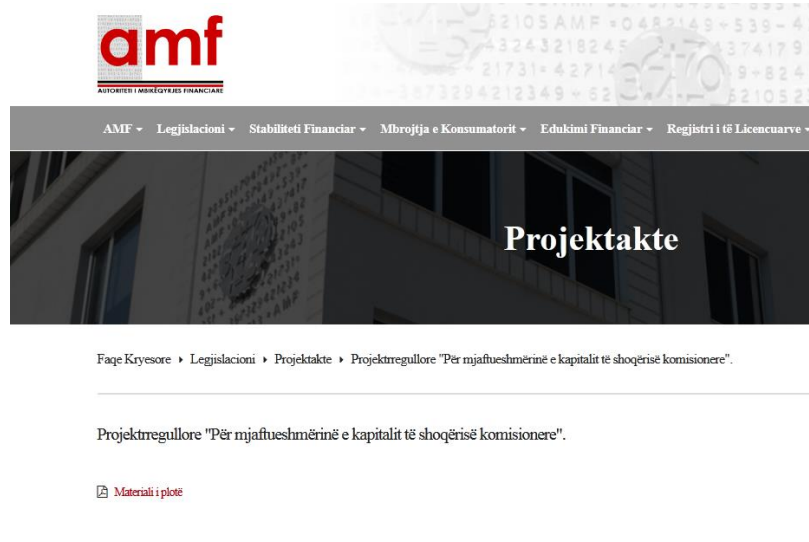 amf
AUTORITETI I MBIKËQYRJES FINANCIARE
AMF Legjislacioni Stabiliteti Financiar Mbrojtja e Konsumatorit Edukimi Financiar Regjistri i të Licencuarve
Projektakte
Faqe Kryesore Legjislacioni Projektakte Projektrregullore "Për mjaftueshmërinë e kapitalit të shoqërisë komisionere".
Projektrregullore "Për mjaftueshmërinë e kapitalit të shoqërisë komisionere".
Materiali i plotë